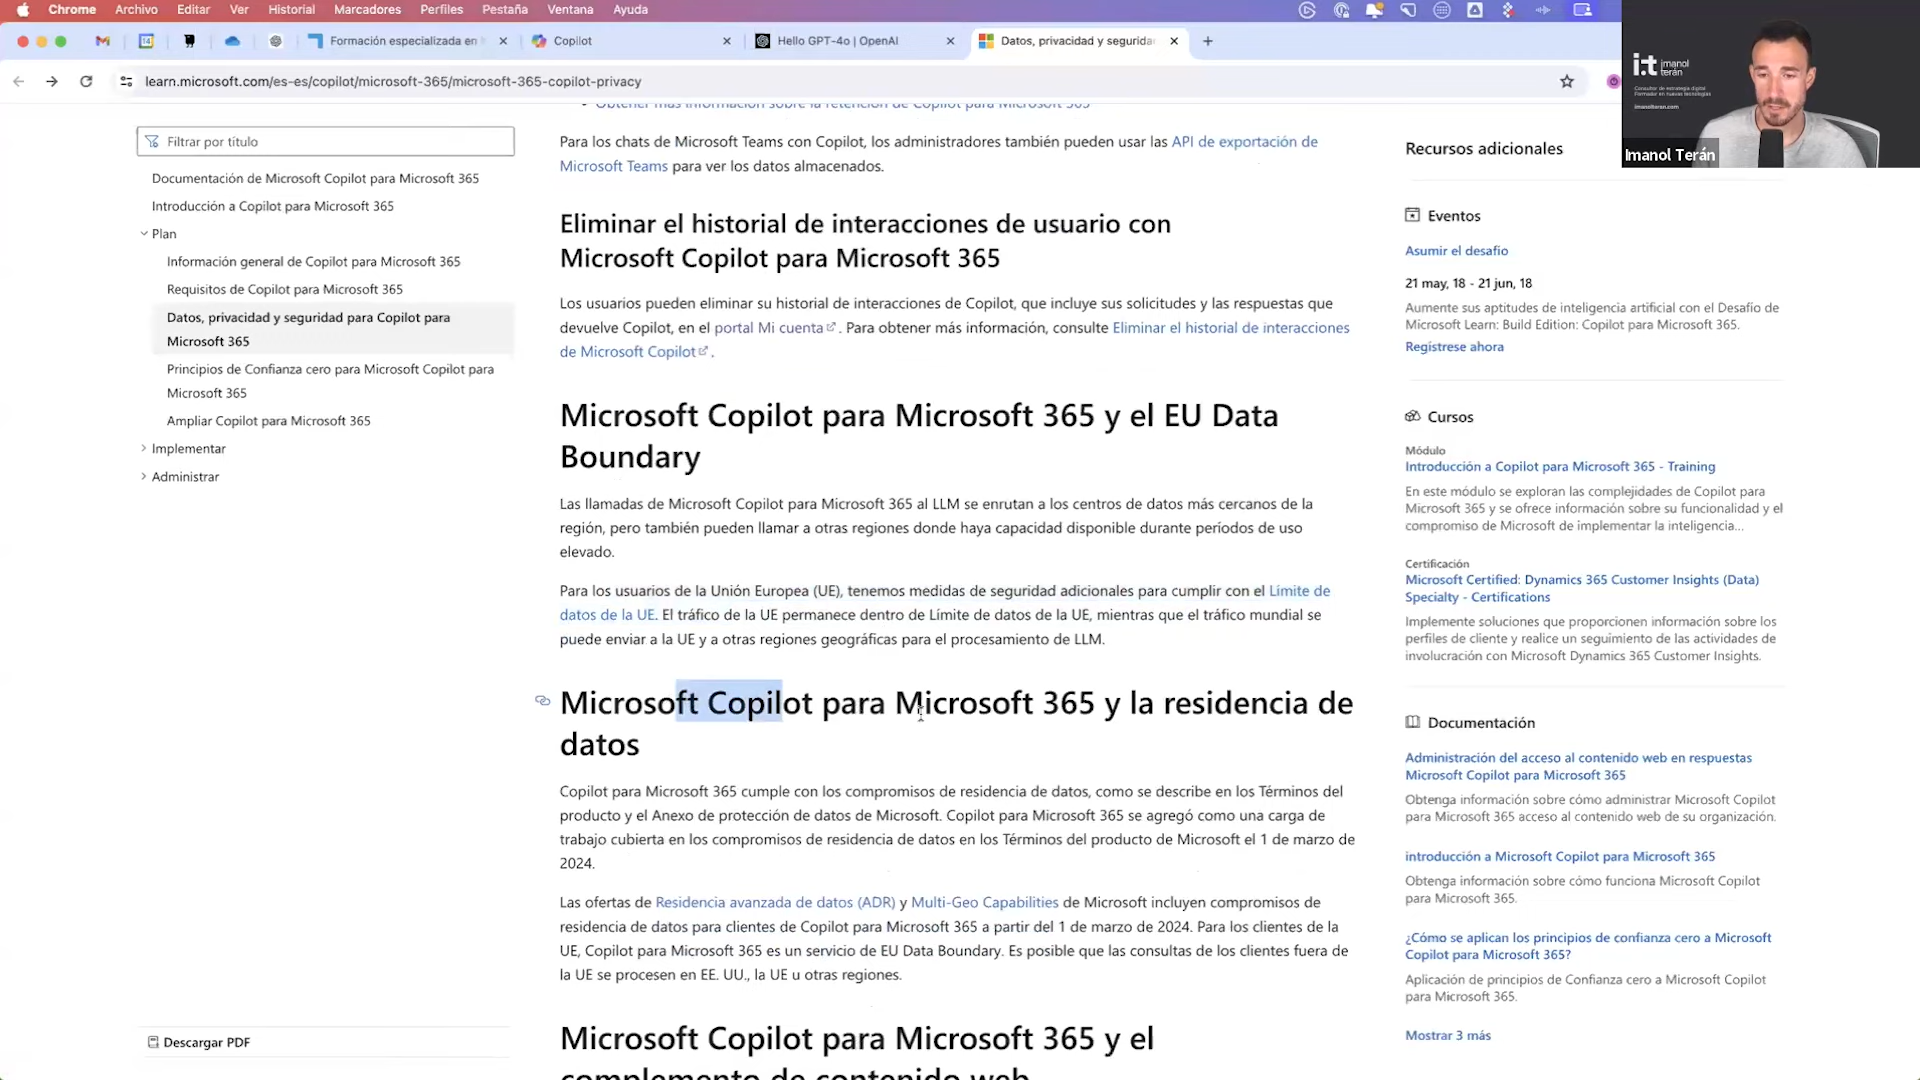 Chrome Archivo Editar Ver Historial Marcadores Perfiles Pestaña Ventana Ayuda
Formación especializada en
Copilot
Hello GPT-4o | OpenAI
Datos, privacidad y segurida
learn.microsoft.com/es-es/copilot/microsoft-365/microsoft-365-copilot-privacy
Filtrar por título
Documentación de Microsoft Copilot para Microsoft 365
Introducción a Copilot para Microsoft 365
Plan
Información general de Copilot para Microsoft 365
Requisitos de Copilot para Microsoft 365
Datos, privacidad y seguridad para Copilot para
Microsoft 365
Principios de Confianza cero para Microsoft Copilot para
Microsoft 365
Ampliar Copilot para Microsoft 365
Implementar
Administrar
Descargar PDF
Obtener más información sobre la retención de Copilot para Microsoft 365
Para los chats de Microsoft Teams con Copilot, los administradores también pueden usar las API de exportación de
Microsoft Teams para ver los datos almacenados.
Eliminar el historial de interacciones de usuario con
Microsoft Copilot para Microsoft 365
Los usuarios pueden eliminar su historial de interacciones de Copilot, que incluye sus solicitudes y las respuestas que
devuelve Copilot, en el portal Mi cuenta. Para obtener más información, consulte Eliminar el historial de interacciones
de Microsoft Copilot.
Microsoft Copilot para Microsoft 365 y el EU Data
Boundary
Las llamadas de Microsoft Copilot para Microsoft 365 al LLM se enrutan a los centros de datos más cercanos de la
región, pero también pueden llamar a otras regiones donde haya capacidad disponible durante períodos de uso
elevado.
Para los usuarios de la Unión Europea (UE), tenemos medidas de seguridad adicionales para cumplir con el Límite de
datos de la UE. El tráfico de la UE permanece dentro de Límite de datos de la UE, mientras que el tráfico mundial se
puede enviar a la UE y a otras regiones geográficas para el procesamiento de LLM.
Microsoft Copilot para Microsoft 365 y la residencia de
datos
Copilot para Microsoft 365 cumple con los compromisos de residencia de datos, como se describe en los Términos del
producto y el Anexo de protección de datos de Microsoft. Copilot para Microsoft 365 se agregó como una carga de
trabajo cubierta en los compromisos de residencia de datos en los Términos del producto de Microsoft el 1 de marzo de
2024.
Las ofertas de Residencia avanzada de datos (ADR) y Multi-Geo Capabilities de Microsoft incluyen compromisos de
residencia de datos para clientes de Copilot para Microsoft 365 a partir del 1 de marzo de 2024. Para los clientes de la
UE, Copilot para Microsoft 365 es un servicio de EU Data Boundary. Es posible que las consultas de los clientes fuera de
la UE se procesen en EE. UU., la UE u otras regiones.
Microsoft Copilot para Microsoft 365 y el
complemento de contenido web
Recursos adicionales
Eventos
Asumir el desafío
21 may, 18 - 21 jun, 18
Aumente sus aptitudes de inteligencia artificial con el Desafío de
Microsoft Learn: Build Edition: Copilot para Microsoft 365.
Regístrese ahora
Cursos
Módulo
Introducción a Copilot para Microsoft 365 - Training
En este módulo se exploran las complejidades de Copilot para
Microsoft 365 y se ofrece información sobre su funcionalidad y el
compromiso de Microsoft de implementar la inteligencia...
Certificación
Microsoft Certified: Dynamics 365 Customer Insights (Data)
Specialty - Certifications
Implemente soluciones que proporcionen información sobre los
perfiles de cliente y realice un seguimiento de las actividades de
involucración con Microsoft Dynamics 365 Customer Insights.
Documentación
Administración del acceso al contenido web en respuestas
Microsoft Copilot para Microsoft 365
Obtenga información sobre cómo administrar Microsoft Copilot
para Microsoft 365 acceso al contenido web de su organización.
introducción a Microsoft Copilot para Microsoft 365
Obtenga información sobre cómo funciona Microsoft Copilot
para Microsoft 365.
¿Cómo se aplican los principios de confianza cero a Microsoft
Copilot para Microsoft 365?
Aplicación de principios de Confianza cero a Microsoft Copilot
para Microsoft 365.
Mostrar 3 más
i.t imanol
terán
Consultor de estrategia digital
Formador en nuevas tecnologías
imanolteran.com
Imanol Terán